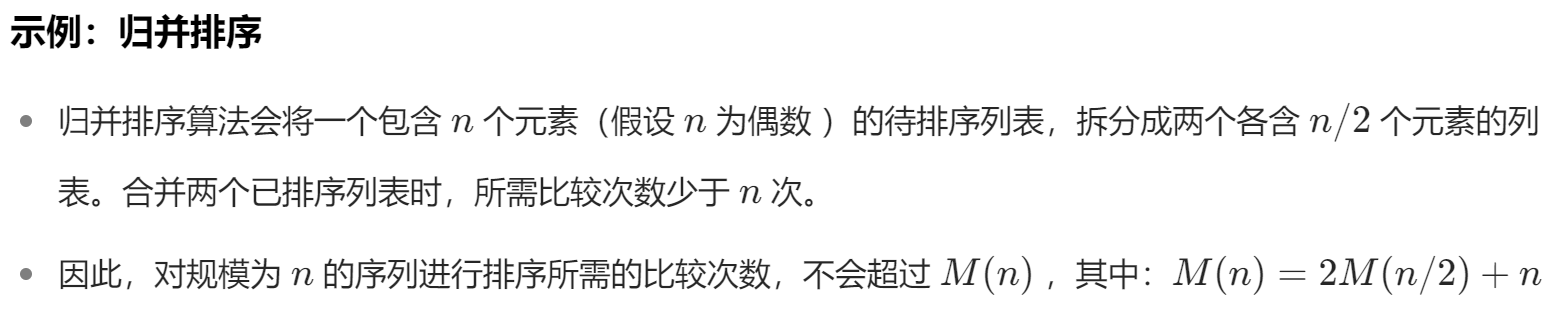 示例：归并排序
• 归并排序算法会将一个包含 n 个元素（假设 n 为偶数 ）的待排序列表，拆分成两个各含 n/2 个元素的列
表。合并两个已排序列表时，所需比较次数少于 n 次。
• 因此，对规模为 n 的序列进行排序所需的比较次数，不会超过 M(n) ，其中：M(n) = 2M(n/2) + n